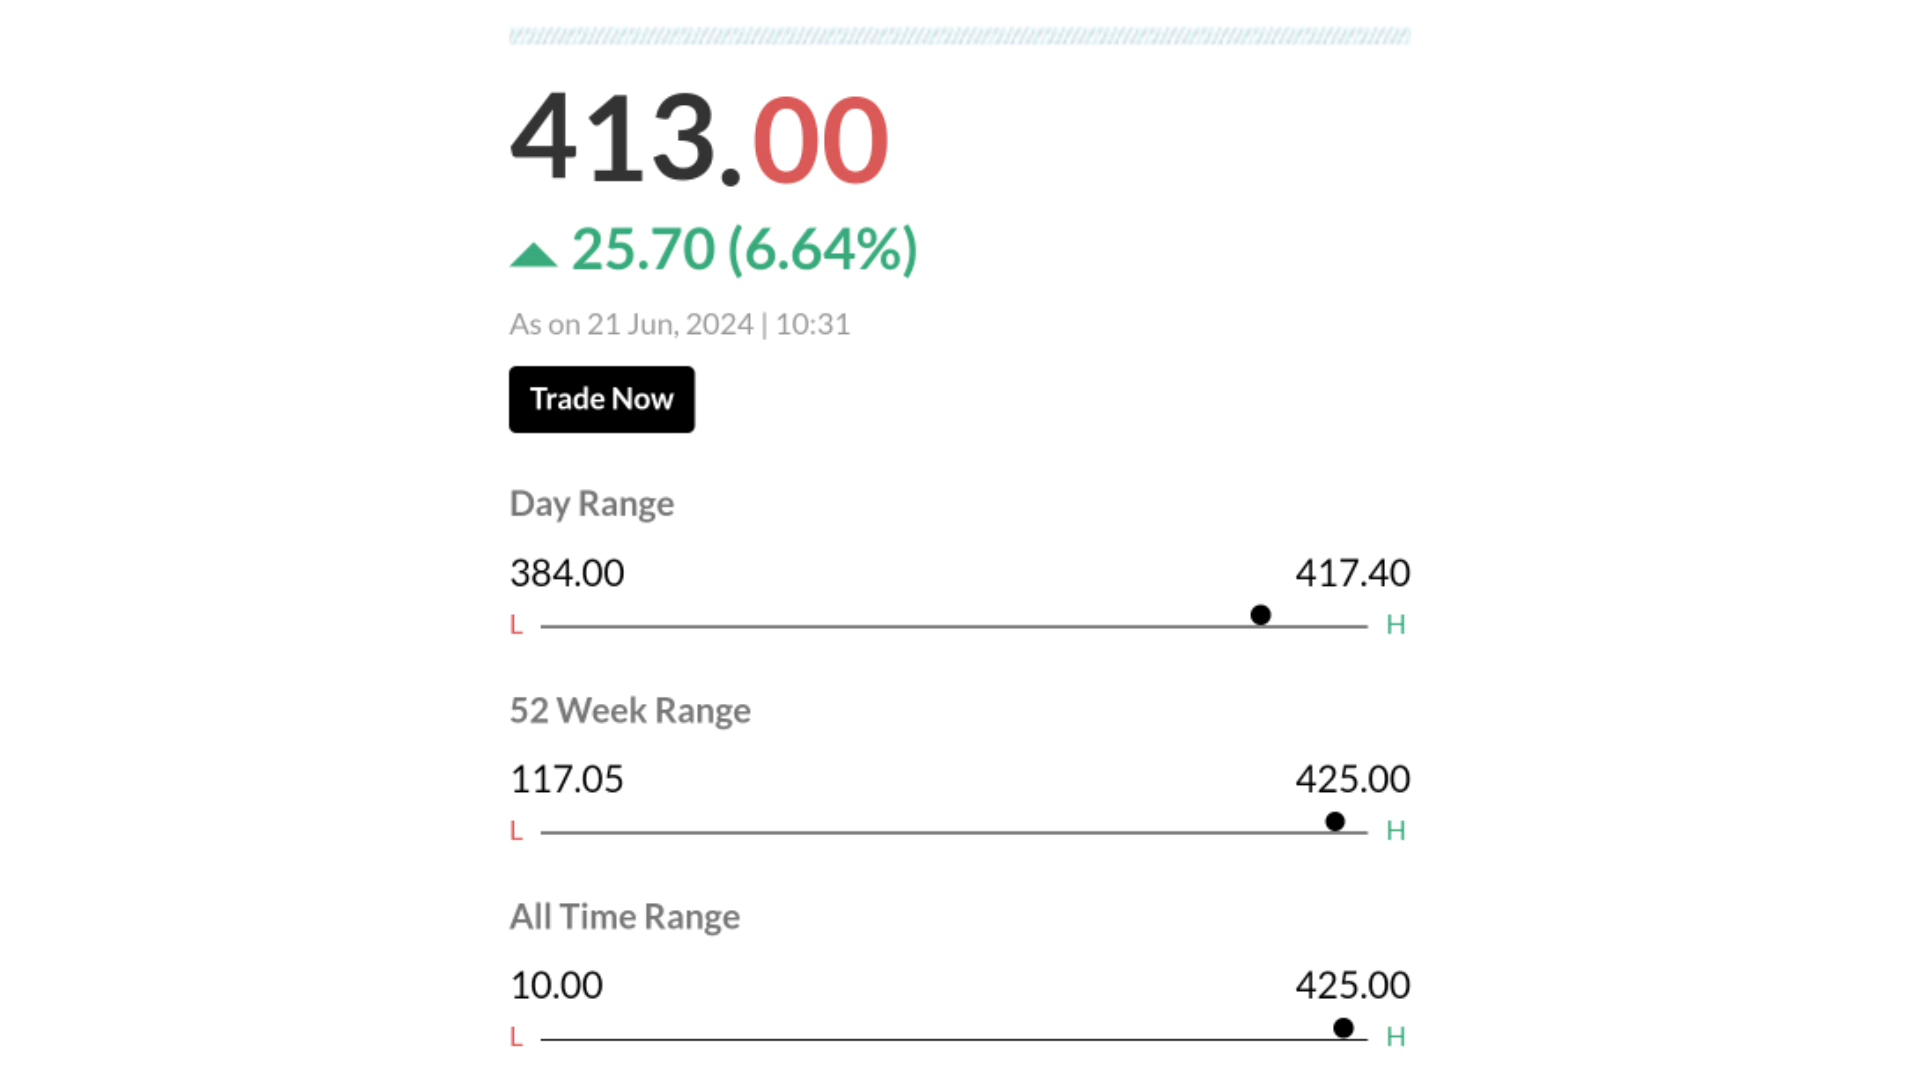 413.00
▲ 25.70 (6.64%)
As on 21 Jun, 2024 | 10:31
Trade Now
Day Range
384.00 417.40
L H
52 Week Range
117.05 425.00
L H
All Time Range
10.00 425.00
L H